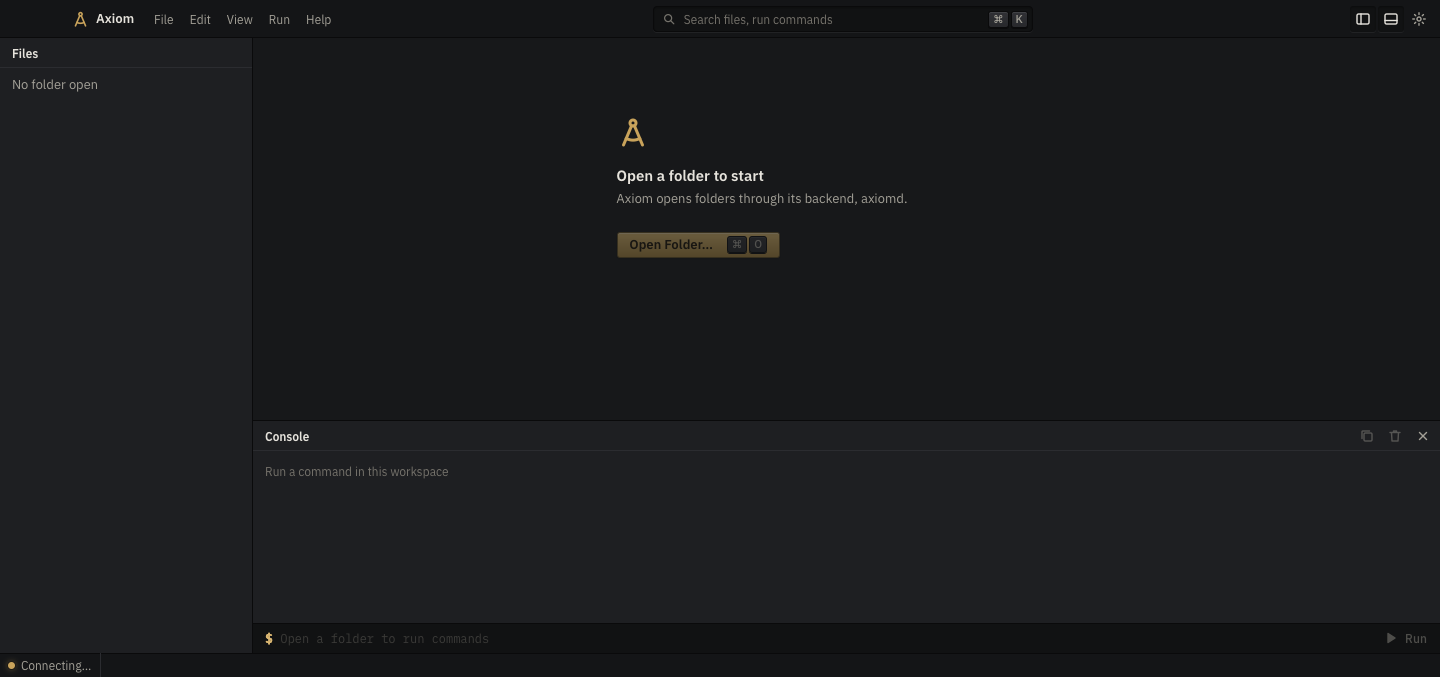 Axiom File Edit View Run Help Search files, run commands ⌘ K
Files
No folder open
Open a folder to start
Axiom opens folders through its backend, axiomd.
Open Folder... ⌘ O
Console
Run a command in this workspace
$ Open a folder to run commands Run
Connecting...